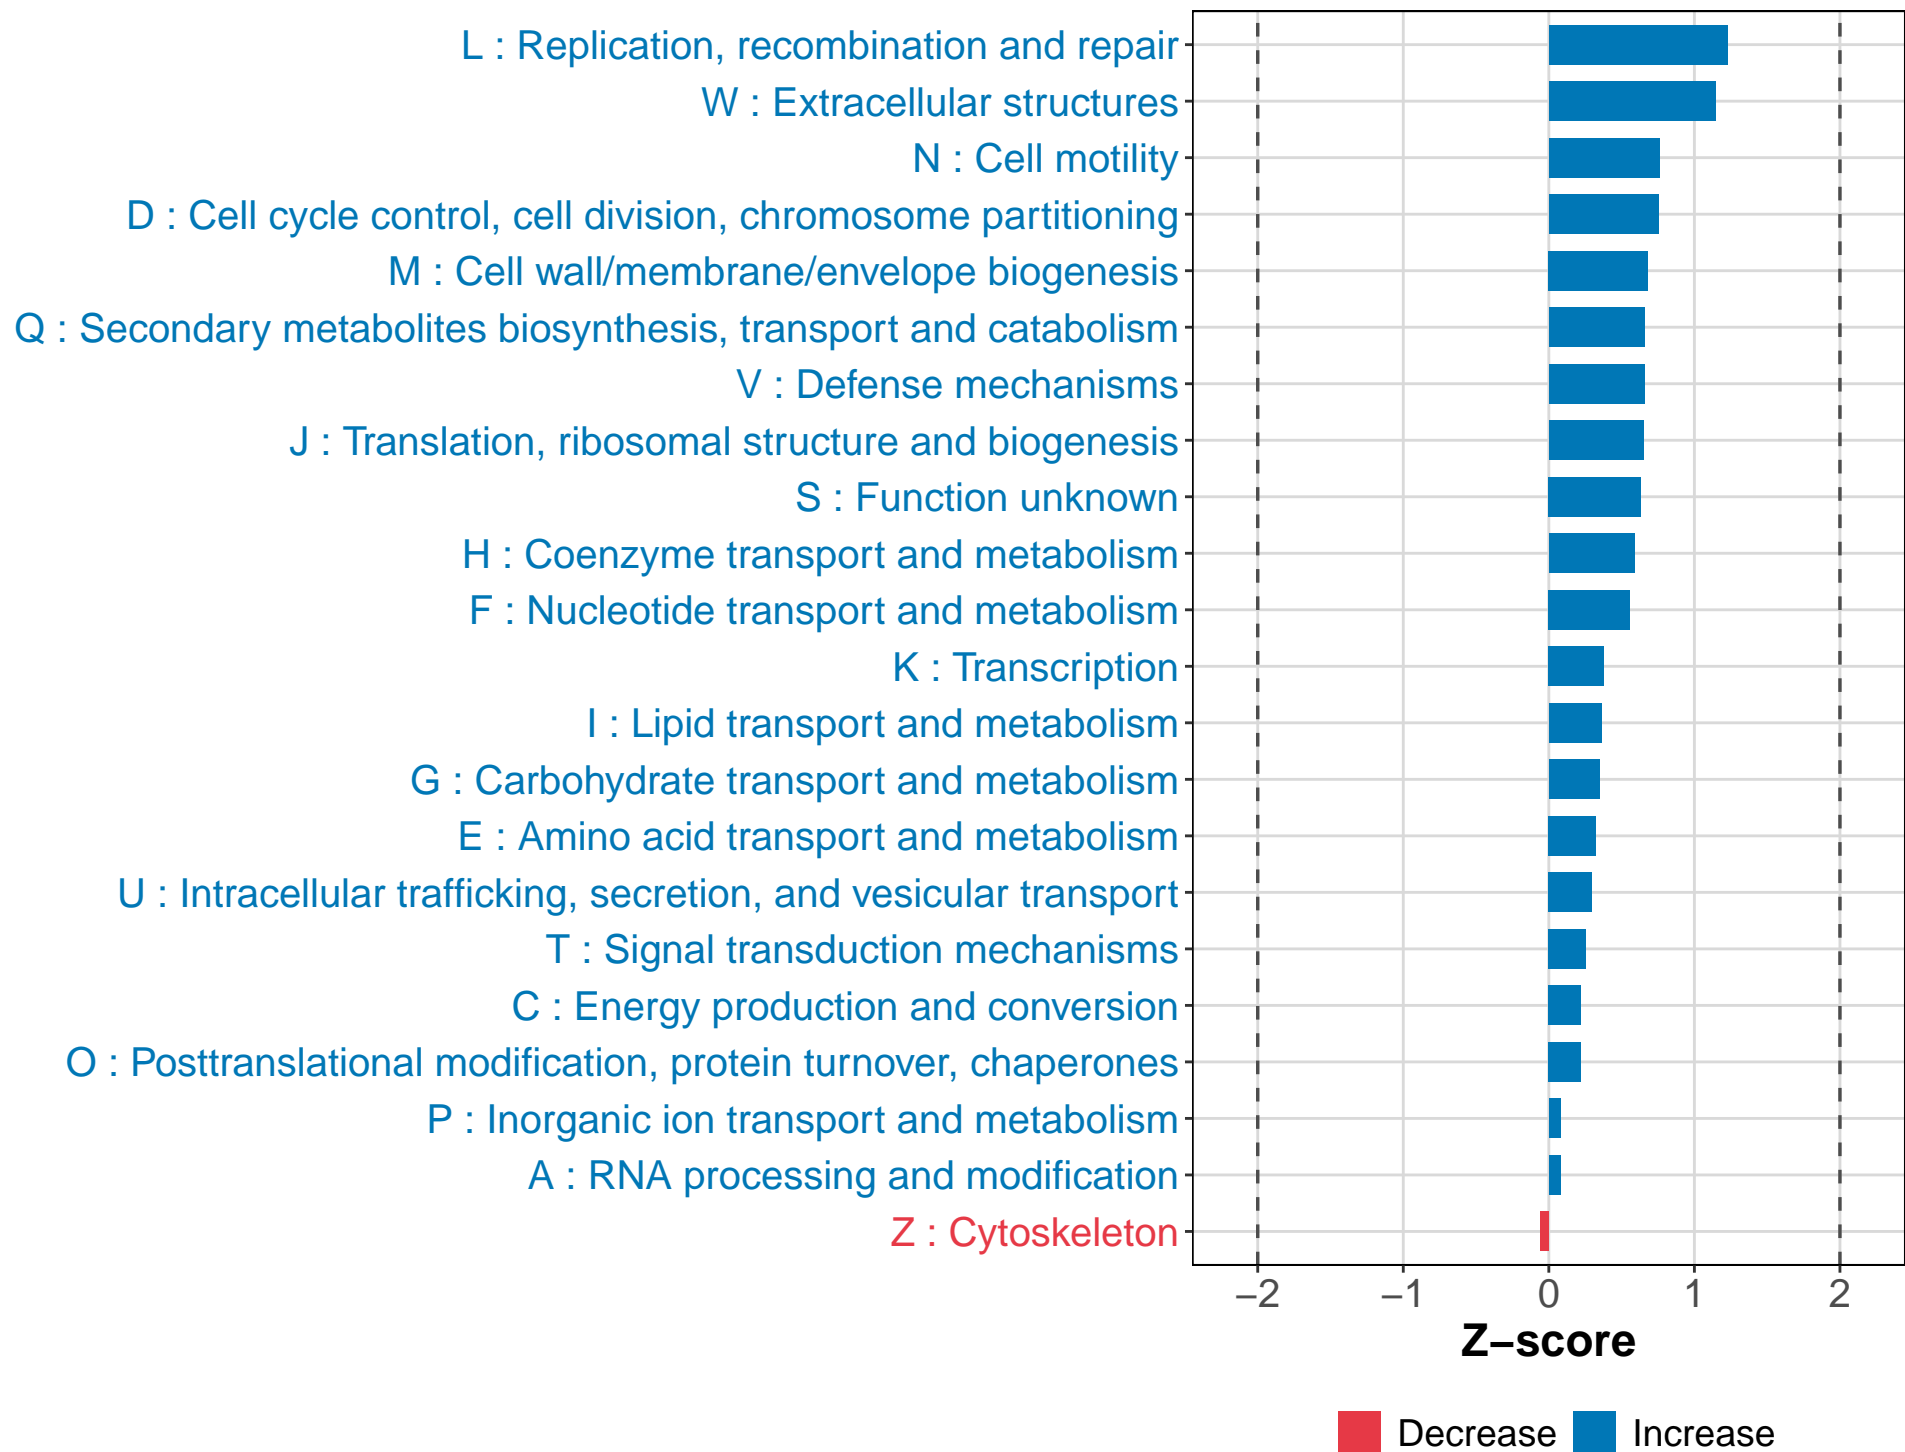 L : Replication, recombination and repair
W : Extracellular structures
N : Cell motility
D : Cell cycle control, cell division, chromosome partitioning
M : Cell wall/membrane/envelope biogenesis
Q : Secondary metabolites biosynthesis, transport and catabolism
V : Defense mechanisms
J : Translation, ribosomal structure and biogenesis
S : Function unknown
H : Coenzyme transport and metabolism
F : Nucleotide transport and metabolism
K : Transcription
I : Lipid transport and metabolism
G : Carbohydrate transport and metabolism
E : Amino acid transport and metabolism
U : Intracellular trafficking, secretion, and vesicular transport
T : Signal transduction mechanisms
C : Energy production and conversion
O : Posttranslational modification, protein turnover, chaperones
P : Inorganic ion transport and metabolism
A : RNA processing and modification
Z : Cytoskeleton
−2 −1 0 1 2
Z−score
Decrease Increase